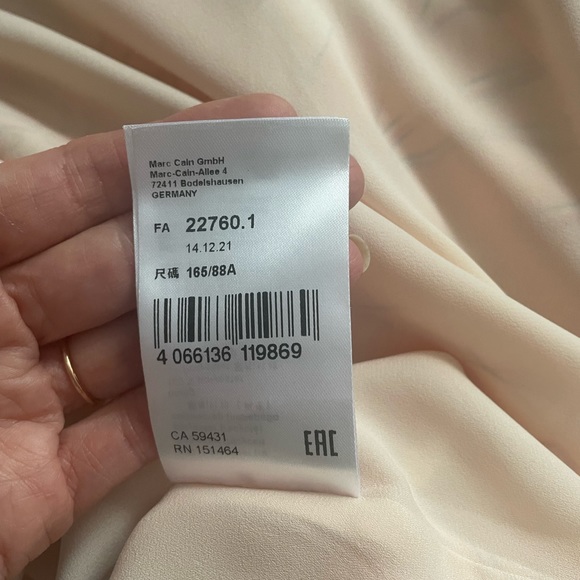 Marc Cain GmbH
Marc-Cain-Allee 4
72411 Bodelshausen
GERMANY
FA 22760.1
14.12.21
尺碼 165/88A
4 066136 119869
CA 59431
RN 151464
EAC